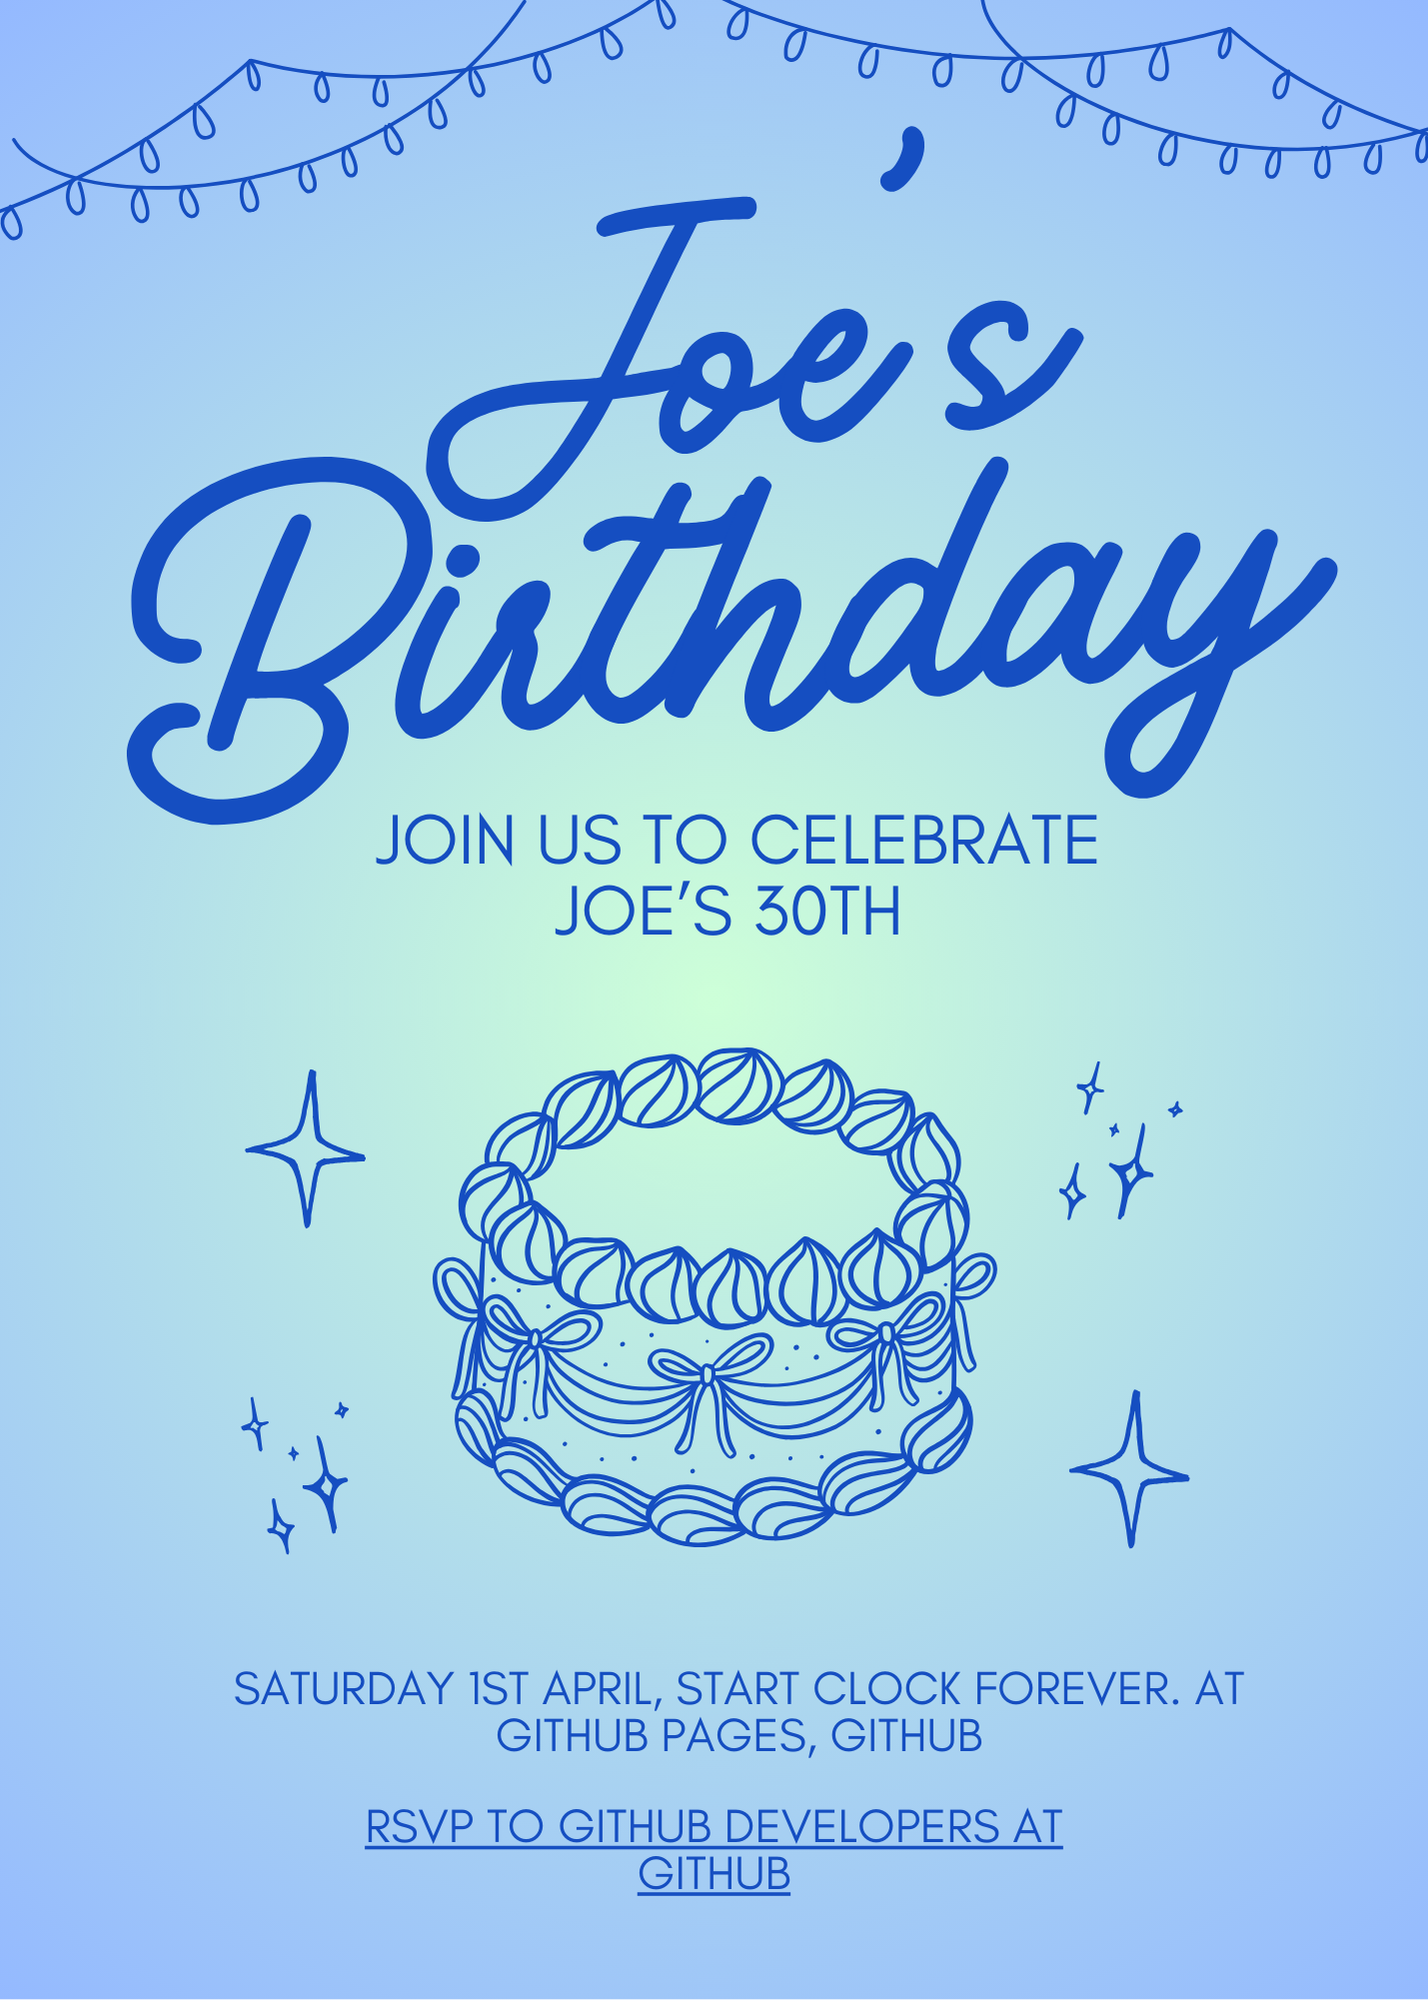 Joe's
Birthday
JOIN US TO CELEBRATE
JOE'S 30TH
SATURDAY 1ST APRIL, START CLOCK FOREVER. AT
GITHUB PAGES, GITHUB
RSVP TO GITHUB DEVELOPERS AT
GITHUB